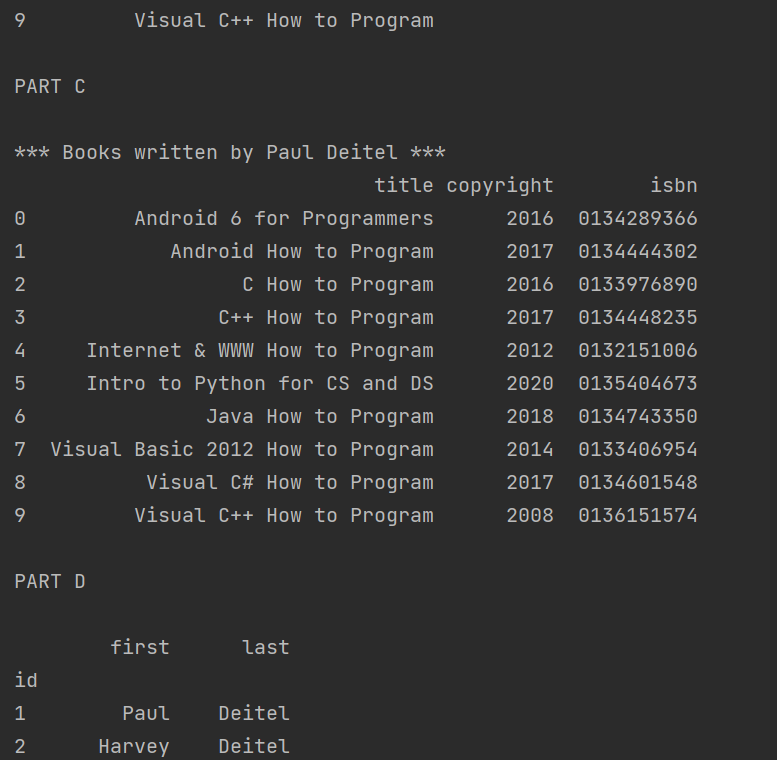 9         Visual C++ How to Program
PART C
*** Books written by Paul Deitel ***
                              title copyright        isbn
0         Android 6 for Programmers      2016  0134289366
1            Android How to Program      2017  0134444302
2                  C How to Program      2016  0133976890
3                C++ How to Program      2017  0134448235
4     Internet & WWW How to Program      2012  0132151006
5     Intro to Python for CS and DS      2020  0135404673
6               Java How to Program      2018  0134743350
7  Visual Basic 2012 How to Program      2014  0133406954
8          Visual C# How to Program      2017  0134601548
9         Visual C++ How to Program      2008  0136151574
PART D
        first      last
id
1        Paul    Deitel
2      Harvey    Deitel